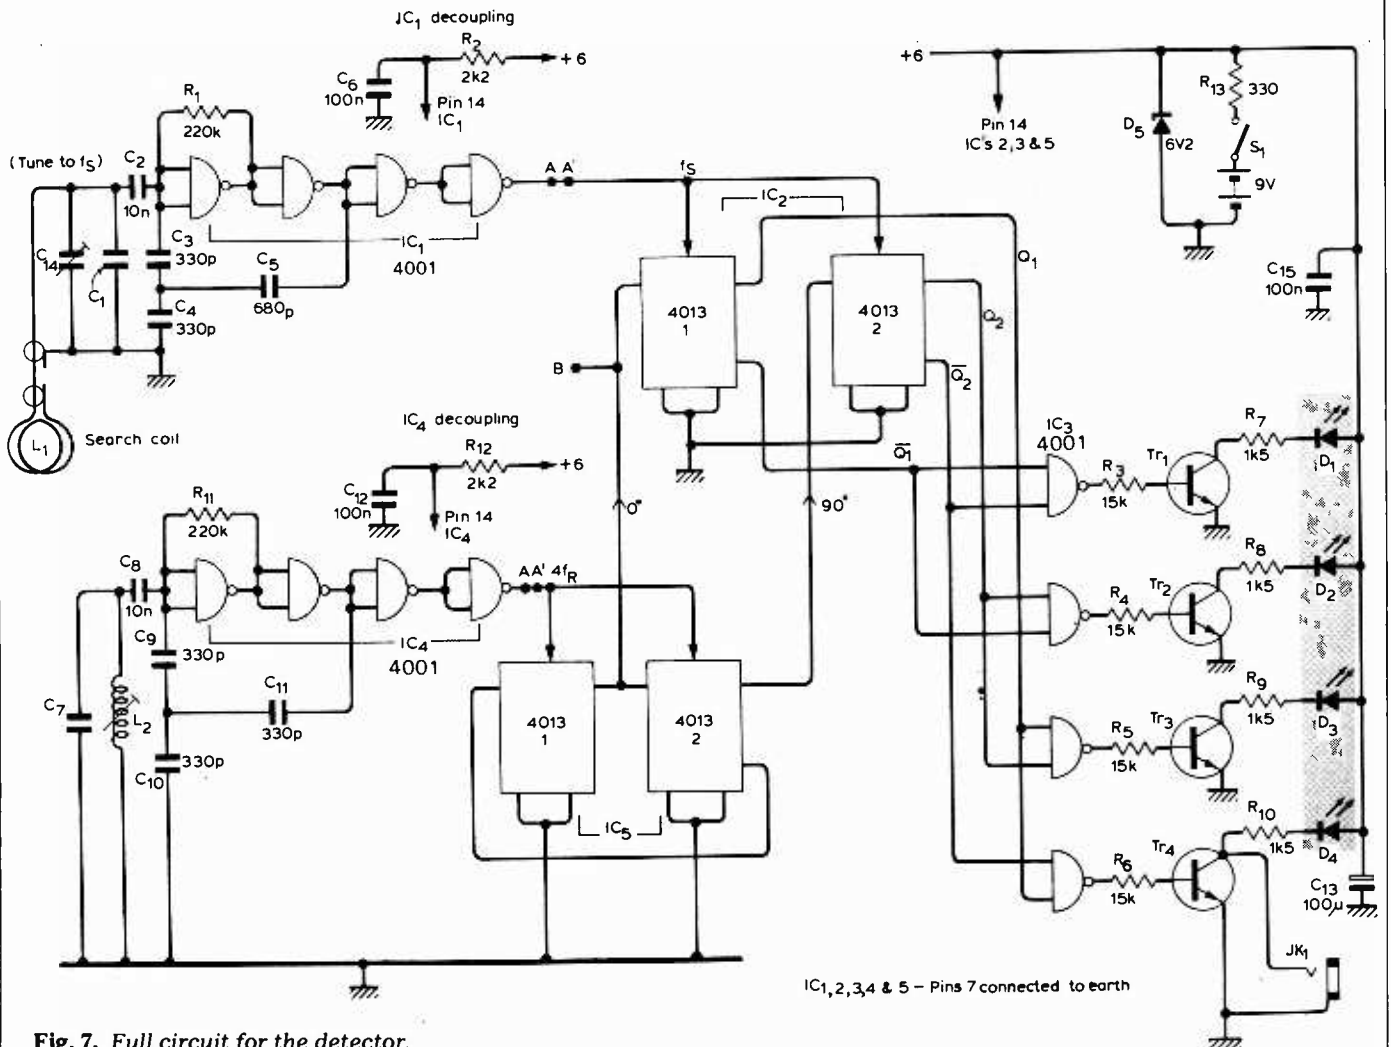 IC1 decoupling
R2
2k2
+6
C6
100n
Pin 14
IC1
R1
220k
(Tune to fS)
C2
10n
C14
C1
C3
330p
C4
330p
C5
680p
IC1
4001
A A'
fS
IC2
4013
1
4013
2
Q1
Q2
Q̅2
Q̅1
B
0°
90°
+6
Pin 14
IC's 2,3 & 5
D5
6V2
R13
330
S1
9V
C15
100n
L1
Search coil
IC4 decoupling
R12
2k2
+6
C12
100n
Pin 14
IC4
R11
220k
C8
10n
C9
330p
C11
330p
C7
L2
C10
330p
IC4
4001
A A' 4fR
4013
1
4013
2
IC5
IC3
4001
R3
15k
Tr1
R7
1k5
D1
R4
15k
Tr2
R8
1k5
D2
R5
15k
Tr3
R9
1k5
D3
R6
15k
Tr4
R10
1k5
D4
C13
100µ
JK1
IC1,2,3,4 & 5 – Pins 7 connected to earth
Fig. 7. Full circuit for the detector.